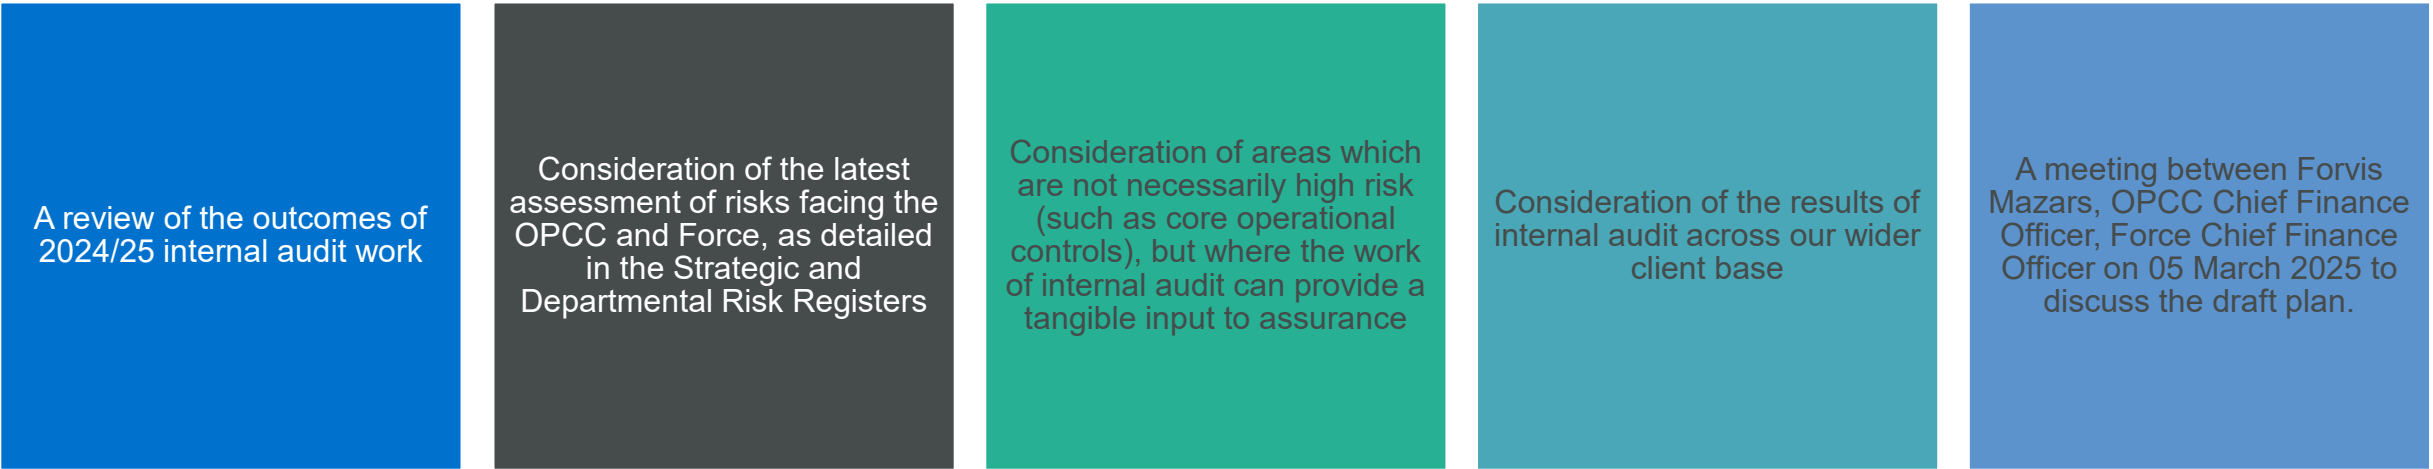 A review of the outcomes of
2024/25 internal audit work
Consideration of the latest
assessment of risks facing the
OPCC and Force, as detailed
in the Strategic and
Departmental Risk Registers
Consideration of areas which
are not necessarily high risk
(such as core operational
controls), but where the work
of internal audit can provide a
tangible input to assurance
Consideration of the results of
internal audit across our wider
client base
A meeting between Forvis
Mazars, OPCC Chief Finance
Officer, Force Chief Finance
Officer on 05 March 2025 to
discuss the draft plan.